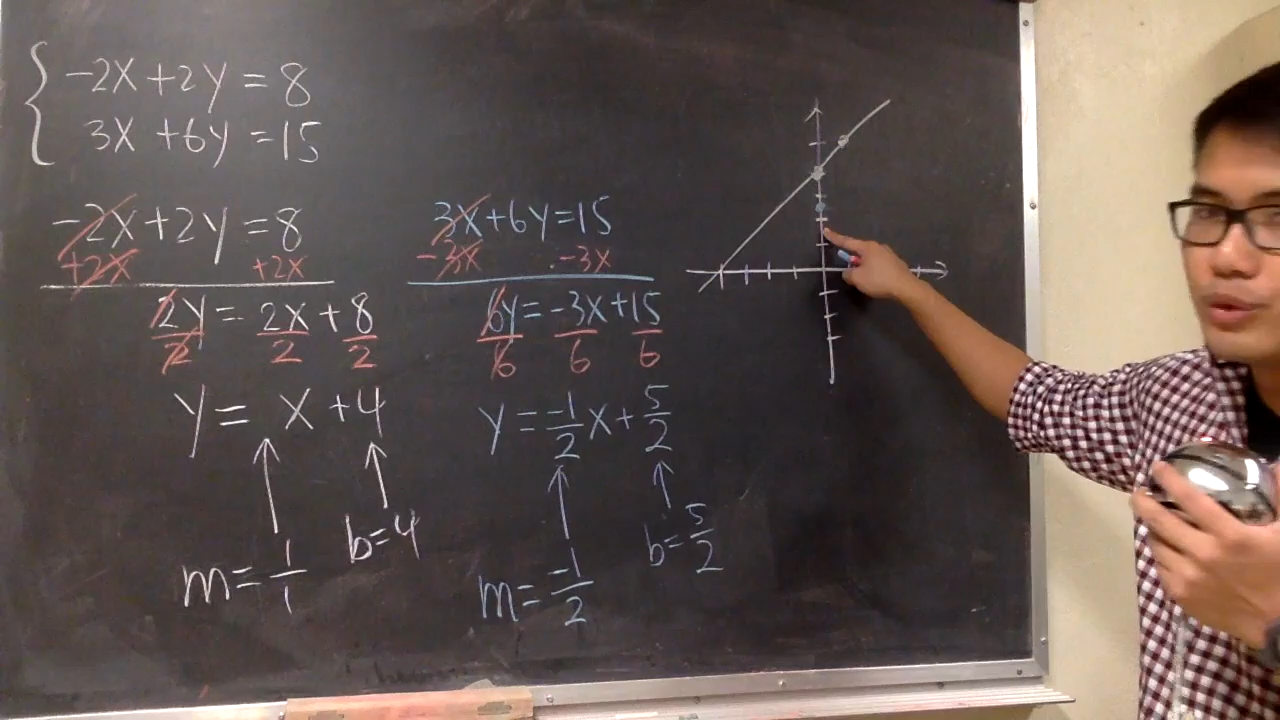 -2X+2Y=8
3X+6Y=15
-2X+2Y=8
+2X +2X
2Y=2X+8
2 2 2
Y=X+4
b=4
m=1/1
3X+6Y=15
-3X -3X
6Y=-3X+15
6 6 6
Y=-1/2X+5/2
b=5/2
m=-1/2